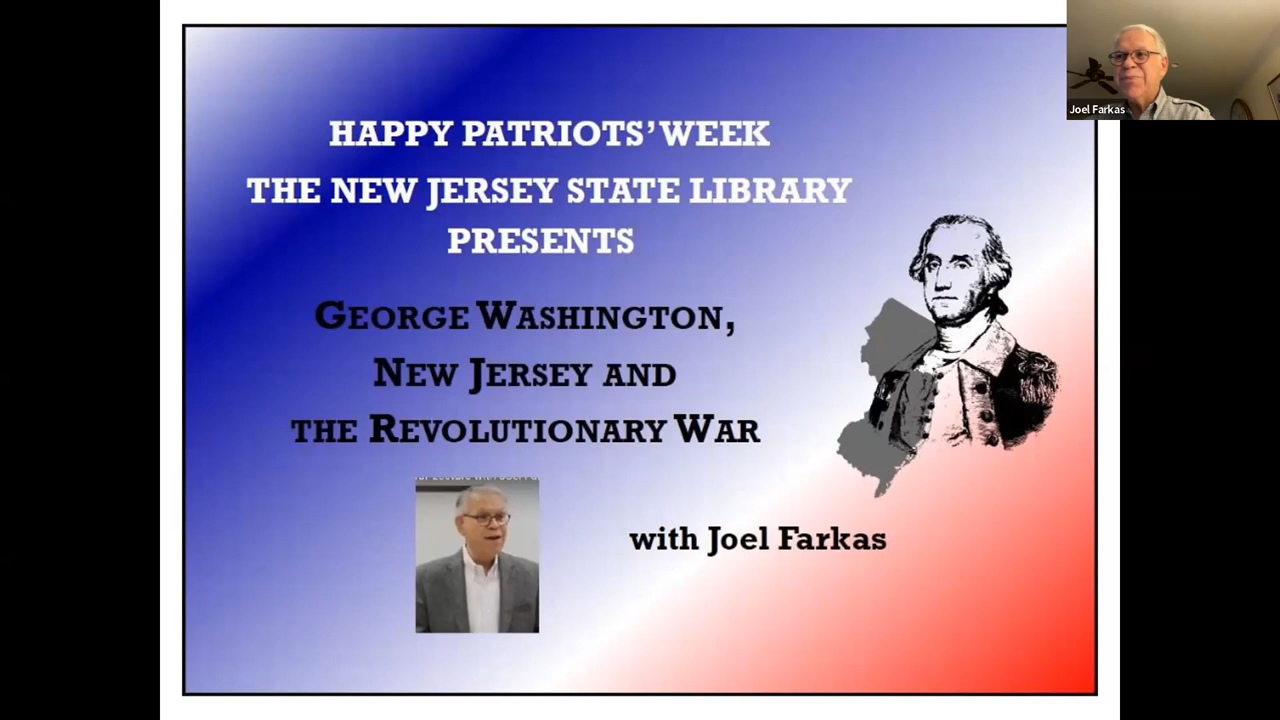 HAPPY PATRIOTS' WEEK
THE NEW JERSEY STATE LIBRARY
PRESENTS
GEORGE WASHINGTON,
NEW JERSEY AND
THE REVOLUTIONARY WAR
with Joel Farkas
Joel Farkas